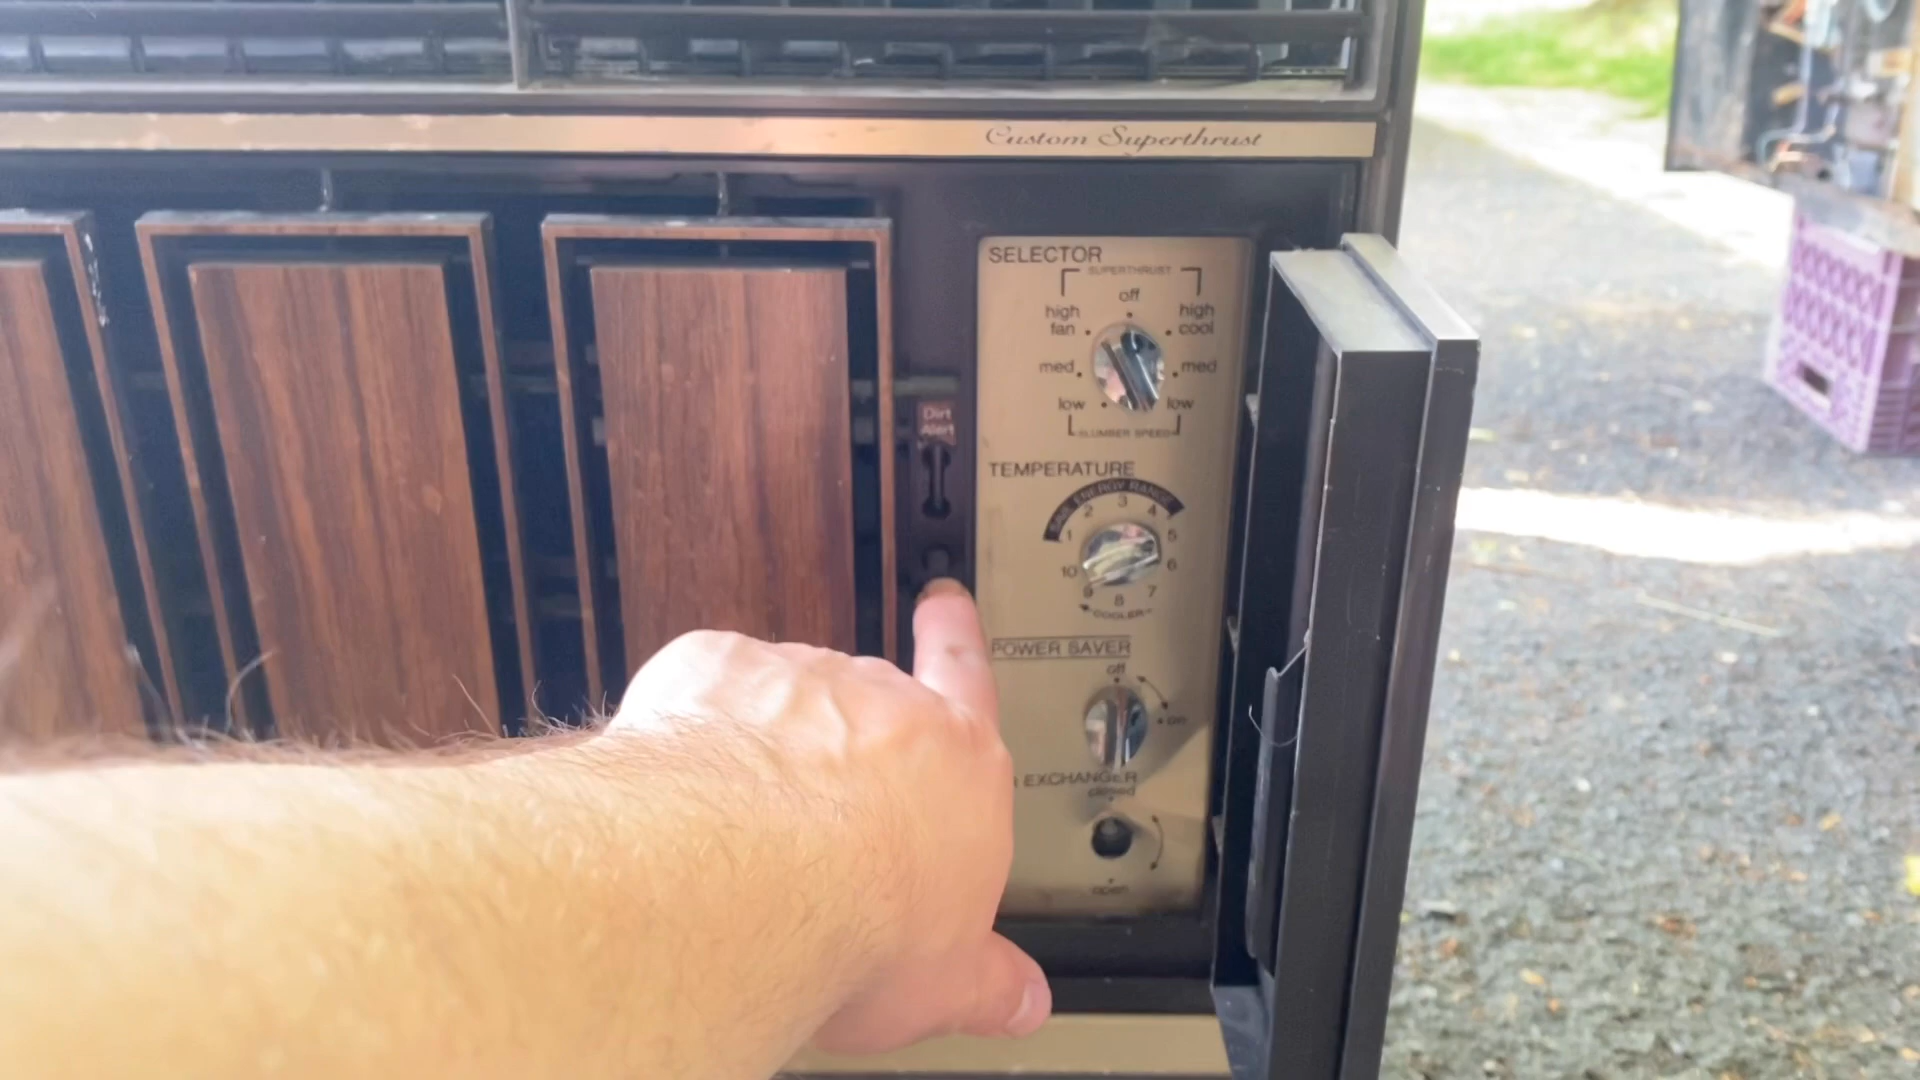 Custom Superthrust
SELECTOR
SUPERTHRUST
off
high fan
high cool
med
med
low
low
SLUMBER SPEED
Dirt
Alert
TEMPERATURE
SAVE ENERGY RANGE
1 2 3 4 5 6 7 8 9 10
COOLER
POWER SAVER
off
on
EXCHANGER
closed
open